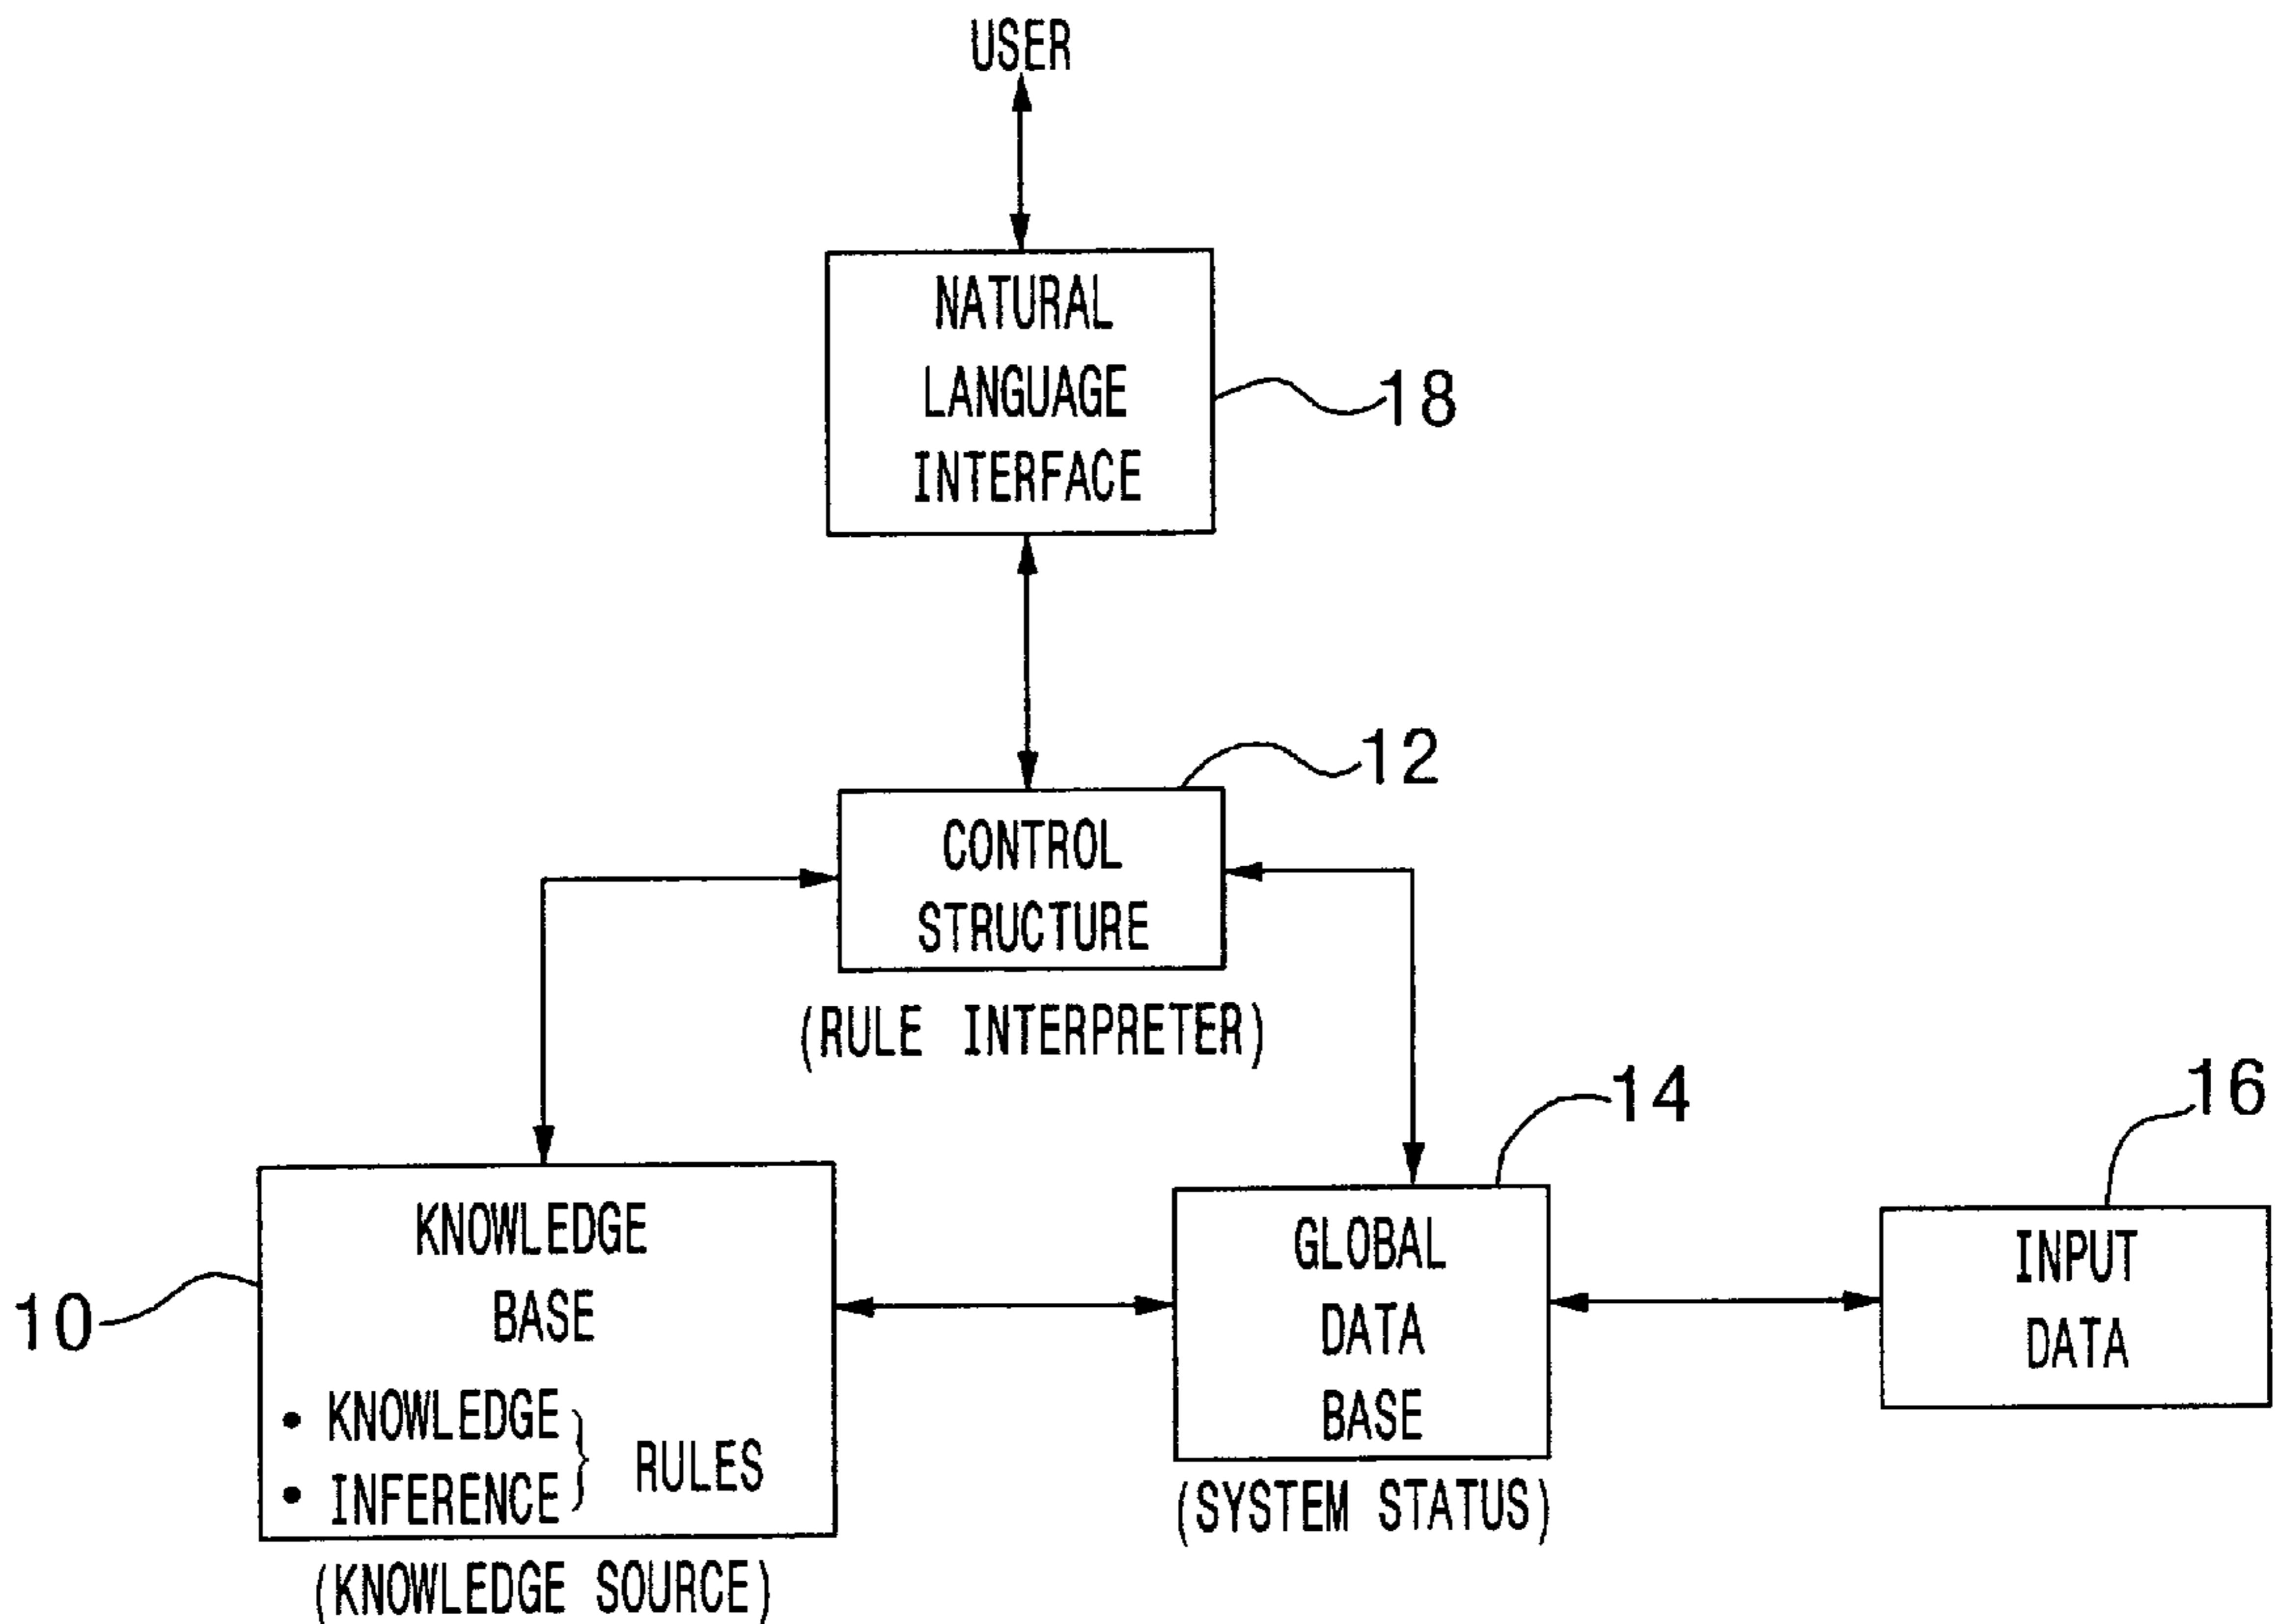 USER
NATURAL
LANGUAGE
INTERFACE
18
12
CONTROL
STRUCTURE
(RULE INTERPRETER)
14
16
10
KNOWLEDGE
BASE
• KNOWLEDGE
• INFERENCE
} RULES
(KNOWLEDGE SOURCE)
GLOBAL
DATA
BASE
(SYSTEM STATUS)
INPUT
DATA